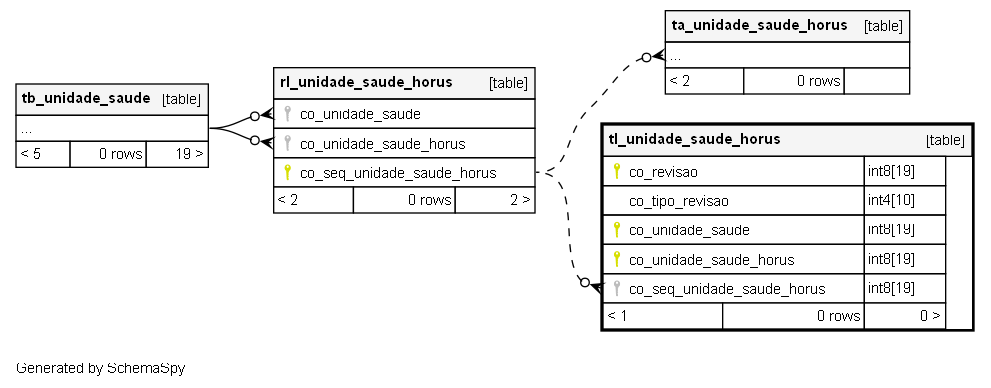 ta_unidade_saude_horus [table]
...
< 2 0 rows
rl_unidade_saude_horus [table]
co_unidade_saude
co_unidade_saude_horus
co_seq_unidade_saude_horus
< 2 0 rows 2 >
tb_unidade_saude [table]
...
< 5 0 rows 19 >
tl_unidade_saude_horus [table]
co_revisao int8[19]
co_tipo_revisao int4[10]
co_unidade_saude int8[19]
co_unidade_saude_horus int8[19]
co_seq_unidade_saude_horus int8[19]
< 1 0 rows 0 >
Generated by SchemaSpy